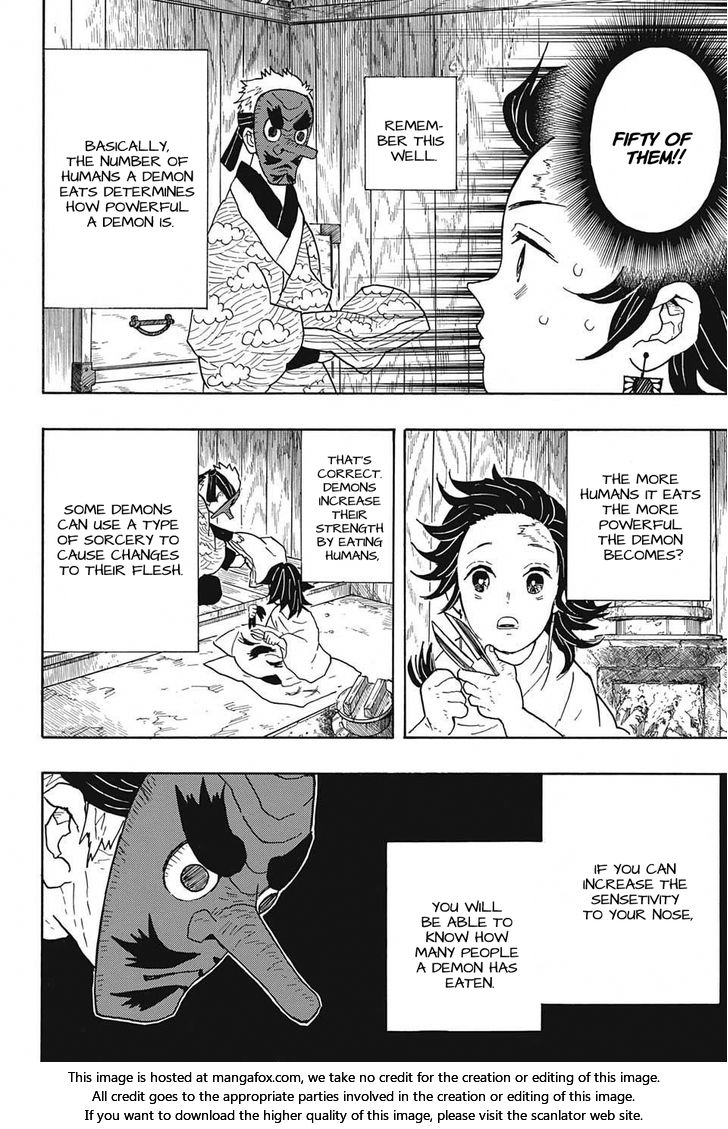 FIFTY OF
THEM!!
REMEM-
BER THIS
WELL.
BASICALLY,
THE NUMBER OF
HUMANS A DEMON
EATS DETERMINES
HOW POWERFUL
A DEMON IS.
THE MORE
HUMANS IT EATS
THE MORE
POWERFUL
THE DEMON
BECOMES?
THAT'S
CORRECT.
DEMONS
INCREASE
THEIR
STRENGTH
BY EATING
HUMANS,
SOME DEMONS
CAN USE A TYPE
OF SORCERY TO
CAUSE CHANGES
TO THEIR FLESH.
IF YOU CAN
INCREASE THE
SENSETIVITY
TO YOUR NOSE,
YOU WILL
BE ABLE TO
KNOW HOW
MANY PEOPLE
A DEMON HAS
EATEN.
This image is hosted at mangafox.com, we take no credit for the creation or editing of this image.
All credit goes to the appropriate parties involved in the creation or editing of this image.
If you want to download the higher quality of this image, please visit the scanlator web site.